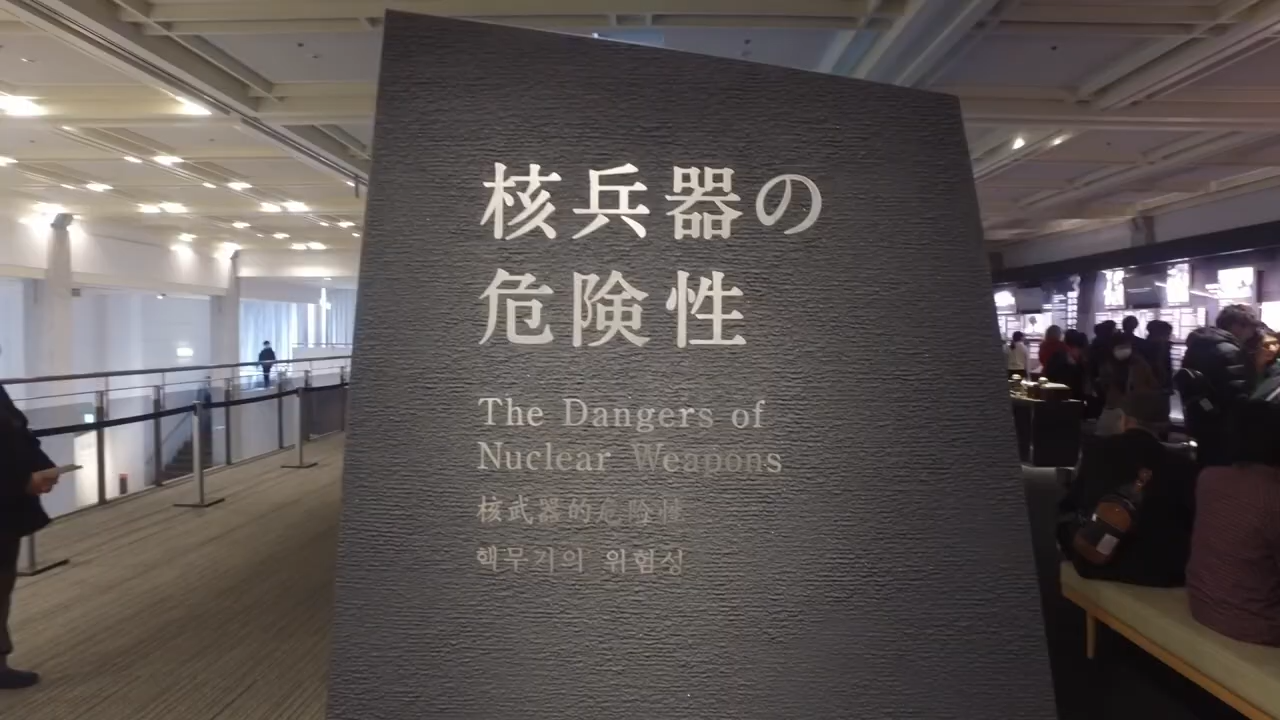 核兵器の
危険性
The Dangers of
Nuclear Weapons
核武器的危险性
핵무기의 위험성